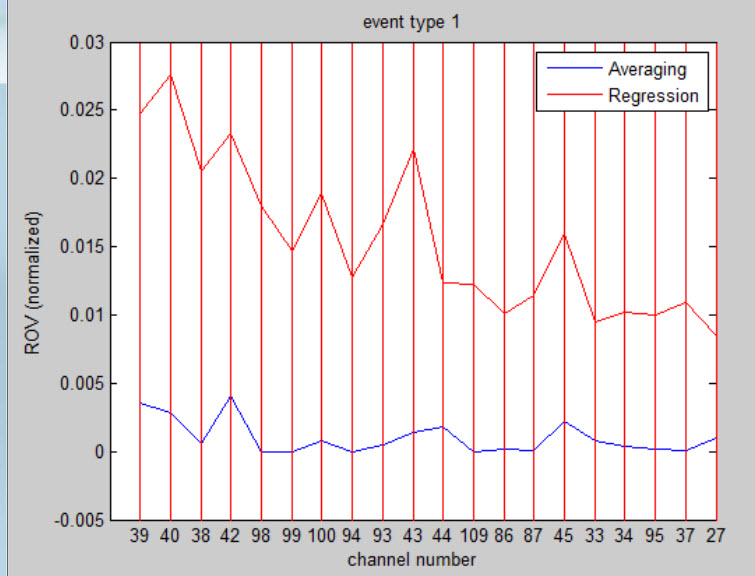 event type 1
Averaging
Regression
0.03
0.025
0.02
0.015
0.01
0.005
0
-0.005
ROV (normalized)
39 40 38 42 98 99 100 94 93 43 44 109 86 87 45 33 34 95 37 27
channel number